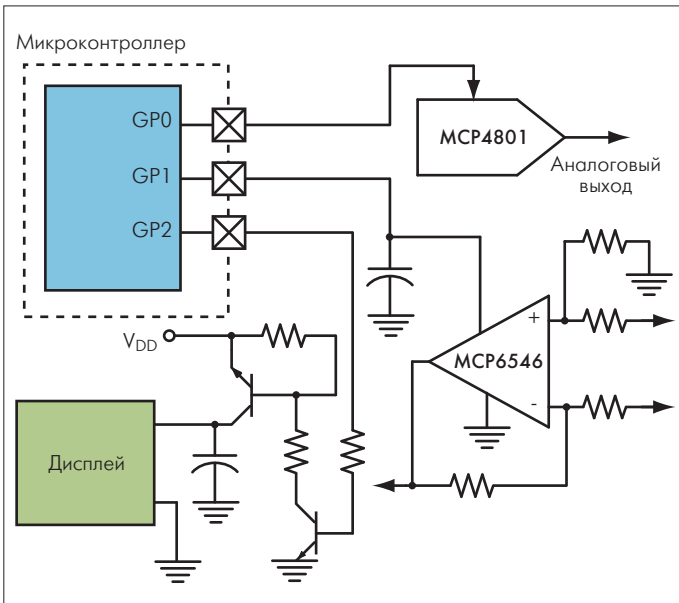 Микроконтроллер
GP0
MCP4801
GP1
Аналоговый
выход
GP2
+
VDD
MCP6546
-
Дисплей